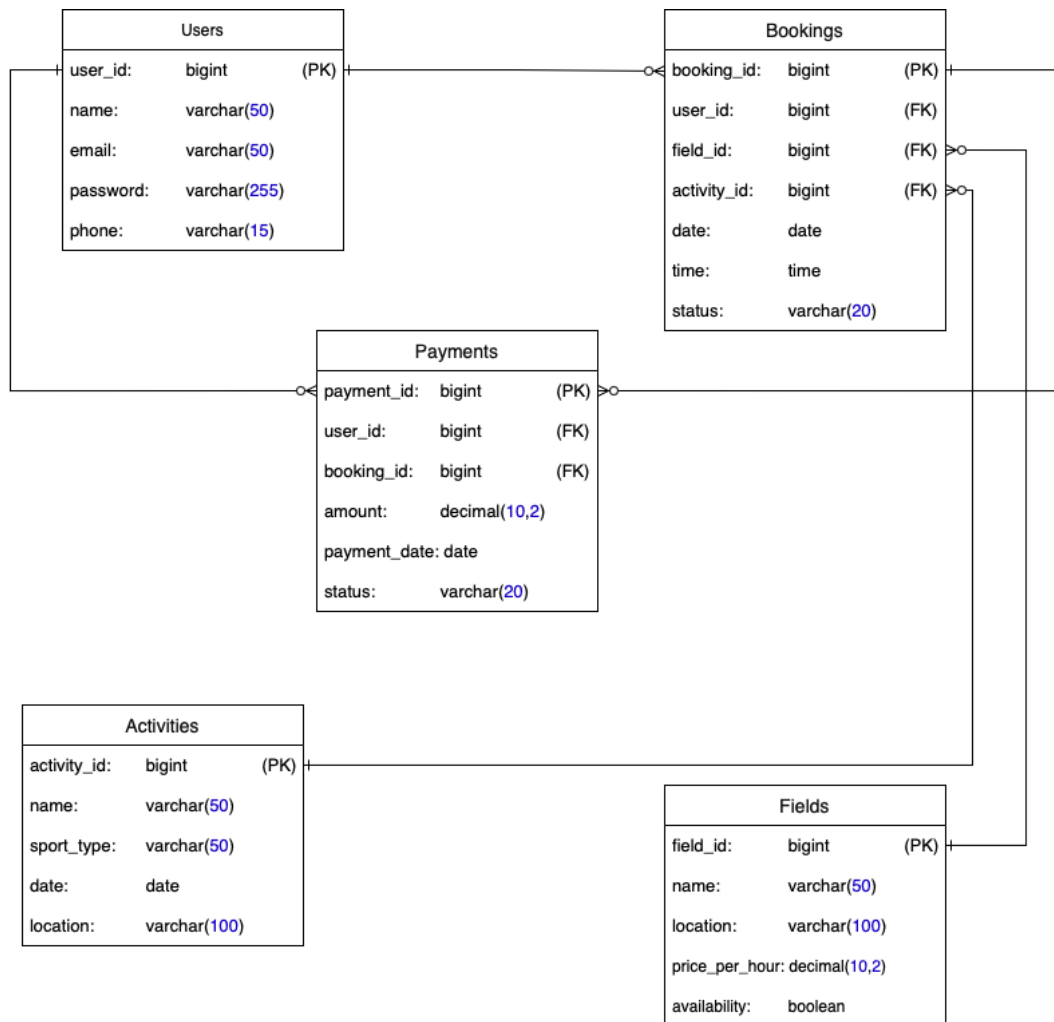 Users
user_id: bigint (PK)
name: varchar(50)
email: varchar(50)
password: varchar(255)
phone: varchar(15)
Bookings
booking_id: bigint (PK)
user_id: bigint (FK)
field_id: bigint (FK)
activity_id: bigint (FK)
date: date
time: time
status: varchar(20)
Payments
payment_id: bigint (PK)
user_id: bigint (FK)
booking_id: bigint (FK)
amount: decimal(10,2)
payment_date: date
status: varchar(20)
Activities
activity_id: bigint (PK)
name: varchar(50)
sport_type: varchar(50)
date: date
location: varchar(100)
Fields
field_id: bigint (PK)
name: varchar(50)
location: varchar(100)
price_per_hour: decimal(10,2)
availability: boolean